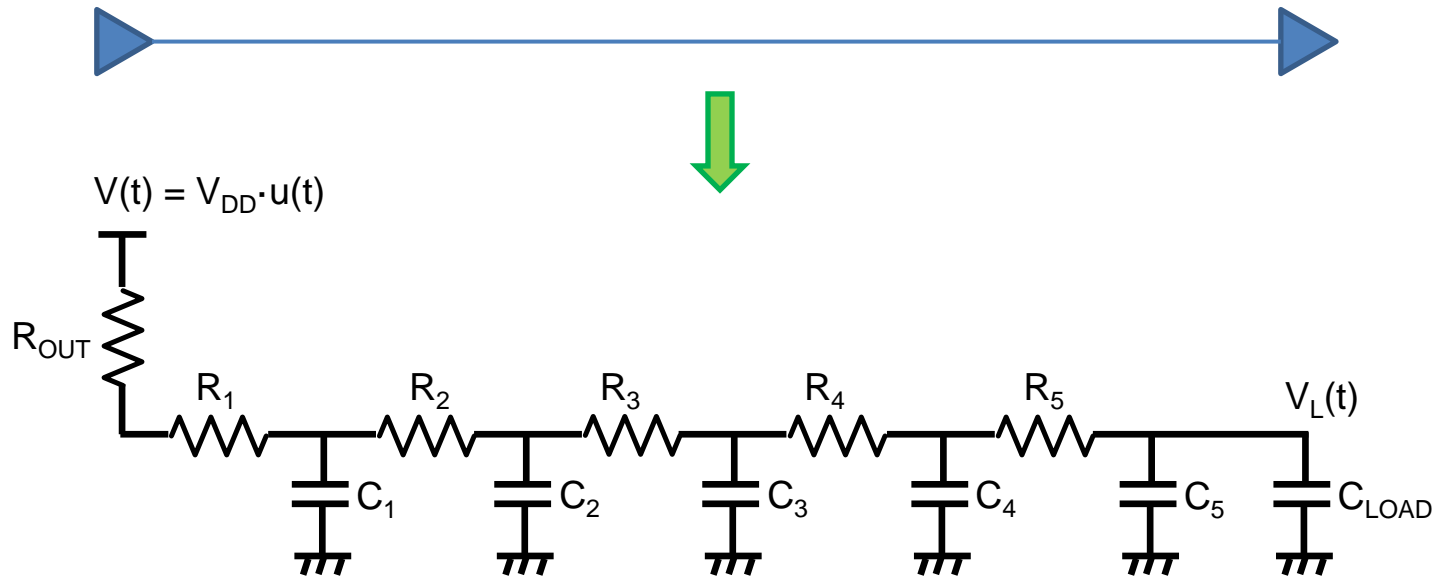 V(t) = V_DD·u(t)
R_OUT
R_1
R_2
R_3
R_4
R_5
V_L(t)
C_1
C_2
C_3
C_4
C_5
C_LOAD